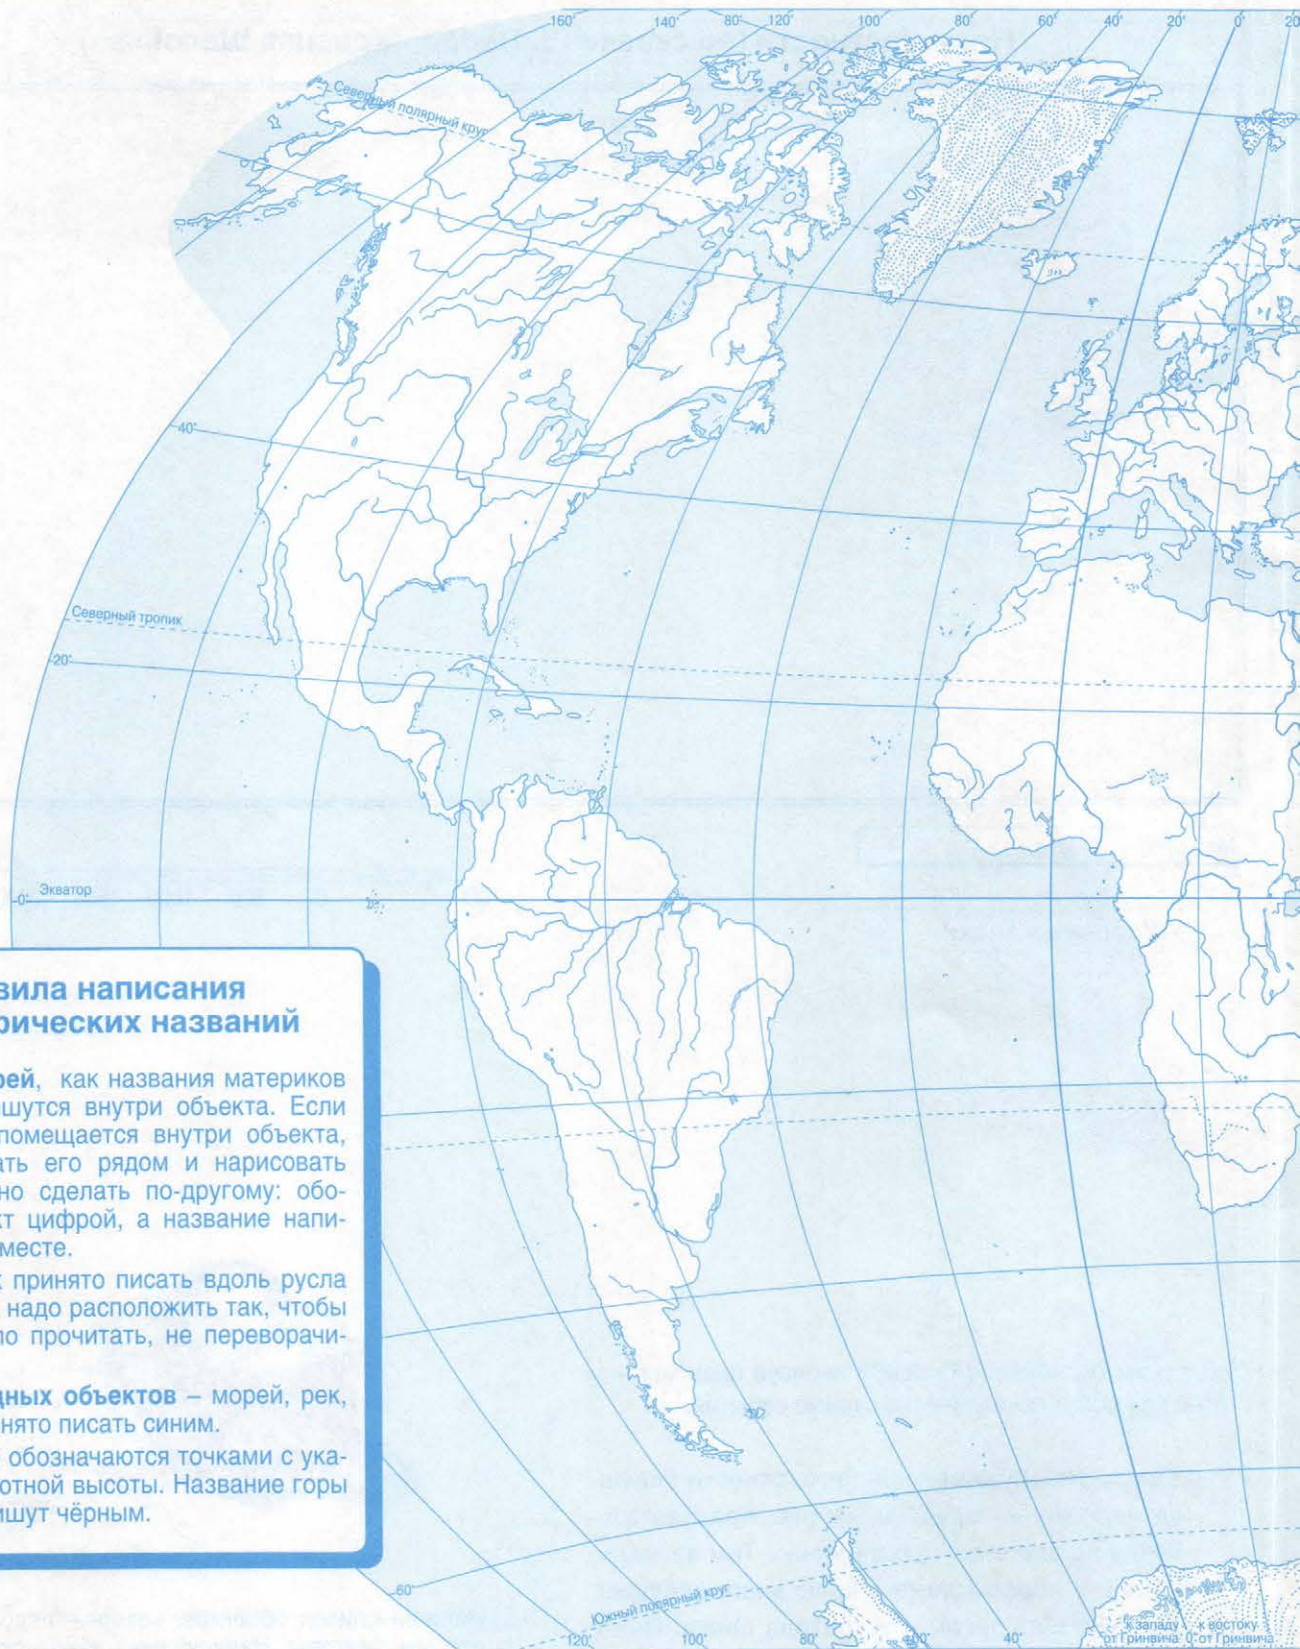 160° 140° 80° 120° 100° 80° 60° 40° 20° 0° 20
Северный полярный круг
40°
Северный тропик
20°
0° Экватор
вила написания
рических названий
рей, как названия материков
шутся внутри объекта. Если
помещается внутри объекта,
ать его рядом и нарисовать
но сделать по-другому: обо-
кт цифрой, а название напи-
месте.
к принято писать вдоль русла
надо расположить так, чтобы
ло прочитать, не переворачи-
дных объектов – морей, рек,
нято писать синим.
обозначаются точками с ука-
отной высоты. Название горы
ишут чёрным.
60°
Южный полярный круг
120° 100° 80° 40°
к западу к востоку
от Гринвича 0° от Гринвича